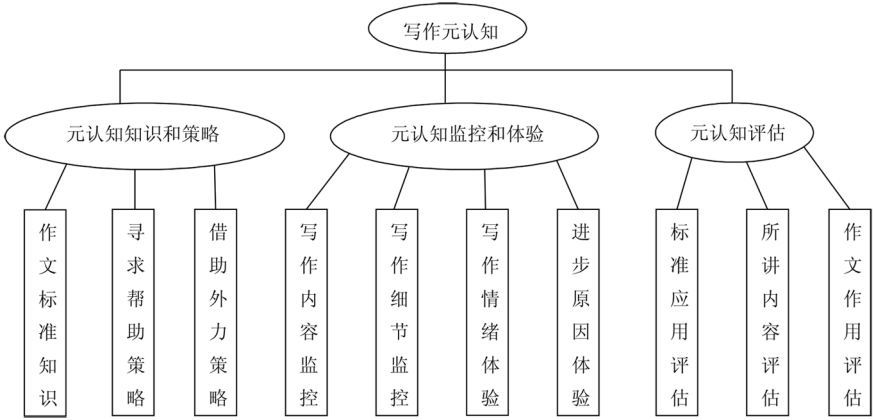 写作元认知
元认知知识和策略
元认知监控和体验
元认知评估
作文标准知识
寻求帮助策略
借助外力策略
写作内容监控
写作细节监控
写作情绪体验
进步原因体验
标准应用评估
所讲内容评估
作文作用评估